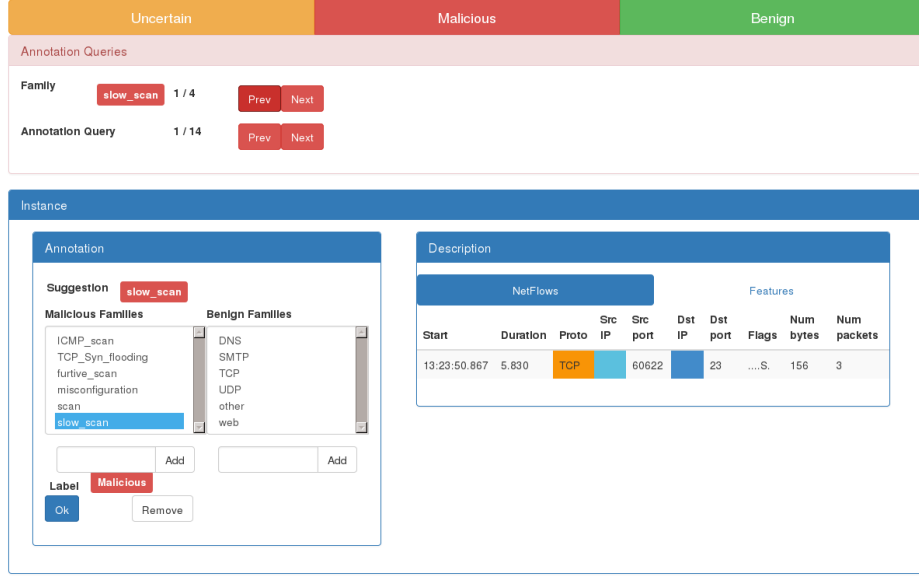 Uncertain Malicious Benign
Annotation Queries
Family slow_scan 1 / 4 Prev Next
Annotation Query 1 / 14 Prev Next
Instance
Annotation
Suggestion slow_scan
Malicious Families Benign Families
ICMP_scan DNS
TCP_Syn_flooding SMTP
furtive_scan TCP
misconfiguration UDP
scan other
slow_scan web
Add Add
Label Malicious
Ok Remove
Description
NetFlows Features
Start Duration Proto Src IP Src port Dst IP Dst port Flags Num bytes Num packets
13:23:50.867 5.830 TCP 60622 23 ....S. 156 3